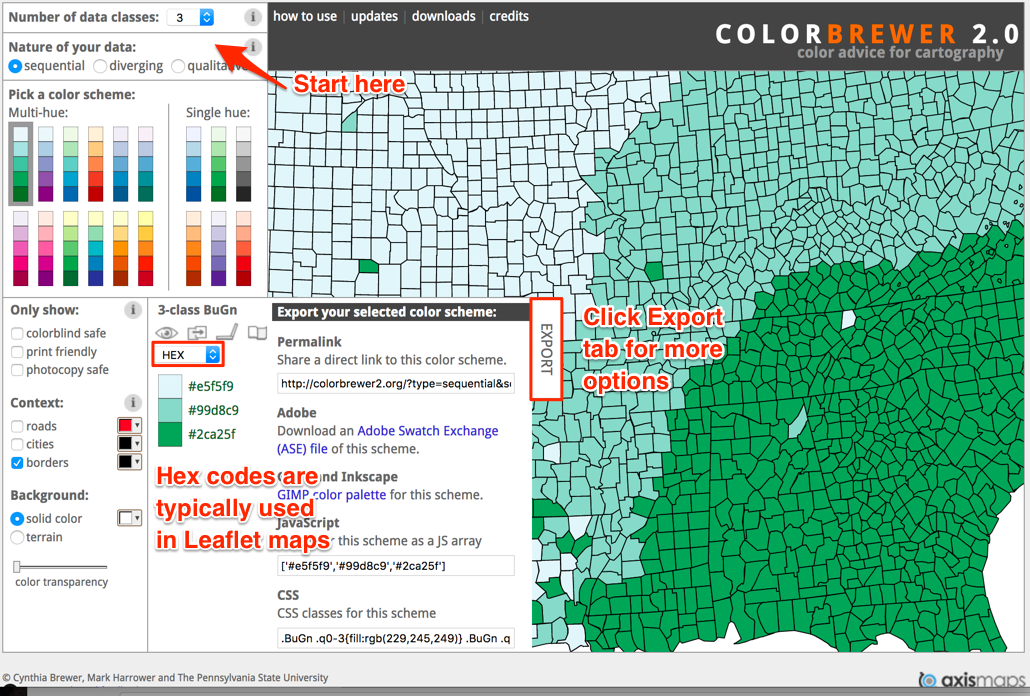 Number of data classes: 3 i
how to use | updates | downloads | credits
COLORBREWER 2.0
color advice for cartography
Nature of your data: i
sequential diverging
Start here
Pick a color scheme:
Multi-hue: Single hue:
Only show: i
colorblind safe
print friendly
photocopy safe
Context: i
roads
cities
borders
Background:
solid color
terrain
color transparency
3-class BuGn
HEX
#e5f5f9
#99d8c9
#2ca25f
Hex codes are
typically used
in Leaflet maps
Export your selected color scheme:
Permalink
Share a direct link to this color scheme.
http://colorbrewer2.org/?type=sequential&s
Adobe
Download an Adobe Swatch Exchange
(ASE) file of this scheme.
and Inkscape
GIMP color palette for this scheme.
JavaScript
this scheme as a JS array
['#e5f5f9','#99d8c9','#2ca25f']
CSS
CSS classes for this scheme
.BuGn .q0-3{fill:rgb(229,245,249)} .BuGn .q
EXPORT
Click Export
tab for more
options
© Cynthia Brewer, Mark Harrower and The Pennsylvania State University
axismaps